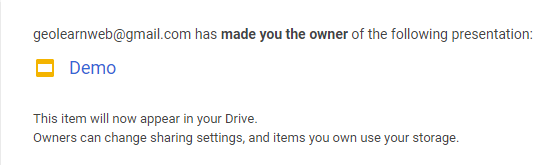 geolearnweb@gmail.com has made you the owner of the following presentation:
Demo
This item will now appear in your Drive.
Owners can change sharing settings, and items you own use your storage.